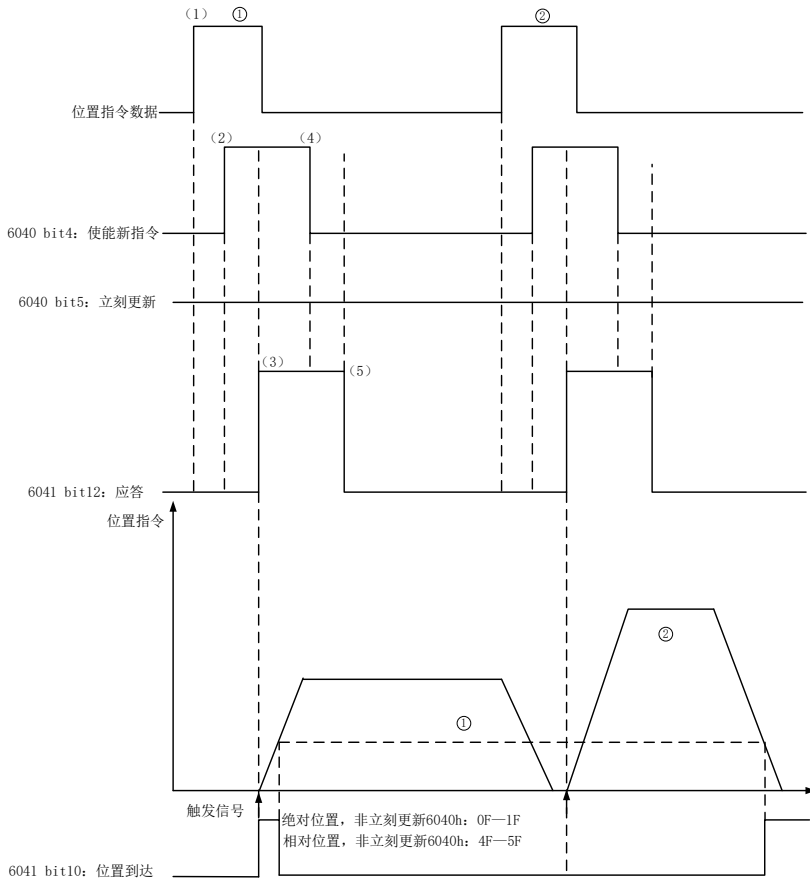 （1） ① ②
位置指令数据
（2） （4）
6040 bit4：使能新指令
6040 bit5：立刻更新
（3） （5）
6041 bit12：应答
位置指令
②
①
触发信号
绝对位置，非立刻更新6040h：0F—1F
相对位置，非立刻更新6040h：4F—5F
6041 bit10：位置到达